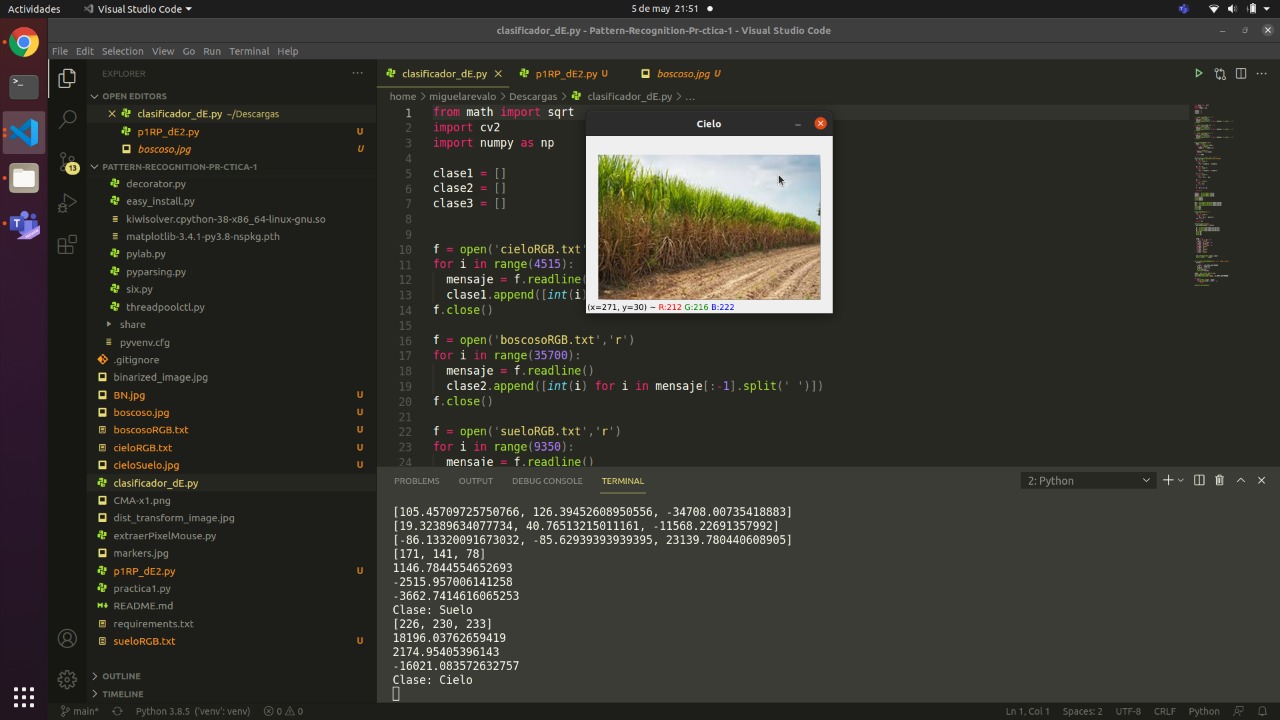 Actividades
Visual Studio Code
5 de may 21:51
clasificador_dE.py - Pattern-Recognition-Pr-ctica-1 - Visual Studio Code
File Edit Selection View Go Run Terminal Help
EXPLORER
OPEN EDITORS
clasificador_dE.py ~/Descargas
p1RP_dE2.py U
boscoso.jpg U
PATTERN-RECOGNITION-PR-CTICA-1
decorator.py
easy_install.py
kiwisolver.cpython-38-x86_64-linux-gnu.so
matplotlib-3.4.1-py3.8-nspkg.pth
pylab.py
pyparsing.py
six.py
threadpoolctl.py
share
pyvenv.cfg
.gitignore
binarized_image.jpg
BN.jpg U
boscoso.jpg U
boscosoRGB.txt U
cieloRGB.txt U
cieloSuelo.jpg U
clasificador_dE.py
CMA-x1.png
dist_transform_image.jpg
extraerPixelMouse.py
markers.jpg
p1RP_dE2.py U
practica1.py
README.md
requirements.txt
sueloRGB.txt U
OUTLINE
TIMELINE
13
clasificador_dE.py
p1RP_dE2.py U
boscoso.jpg U
home > miguelarevalo > Descargas > clasificador_dE.py > ...
1 from math import sqrt
2 import cv2
3 import numpy as np
4
5 clase1 = []
6 clase2 = []
7 clase3 = []
8
9
10 f = open('cieloRGB.txt'
11 for i in range(4515):
12 mensaje = f.readline(
13 clase1.append([int(i)
14 f.close()
15
16 f = open('boscosoRGB.txt','r')
17 for i in range(35700):
18 mensaje = f.readline()
19 clase2.append([int(i) for i in mensaje[:-1].split(' ')])
20 f.close()
21
22 f = open('sueloRGB.txt','r')
23 for i in range(9350):
24 mensaje = f.readline()
Cielo
(x=271, y=30) ~ R:212 G:216 B:222
PROBLEMS OUTPUT DEBUG CONSOLE TERMINAL
2: Python
[105.45709725750766, 126.39452608950556, -34708.00735418883]
[19.32389634077734, 40.76513215011161, -11568.22691357992]
[-86.13320091673032, -85.62939393939395, 23139.780440608905]
[171, 141, 78]
1146.7844554652693
-2515.957006141258
-3662.7414616065253
Clase: Suelo
[226, 230, 233]
18196.03762659419
2174.95405396143
-16021.083572632757
Clase: Cielo
main* Python 3.8.5 ('venv': venv) 0 0
Ln 1, Col 1 Spaces: 2 UTF-8 CRLF Python